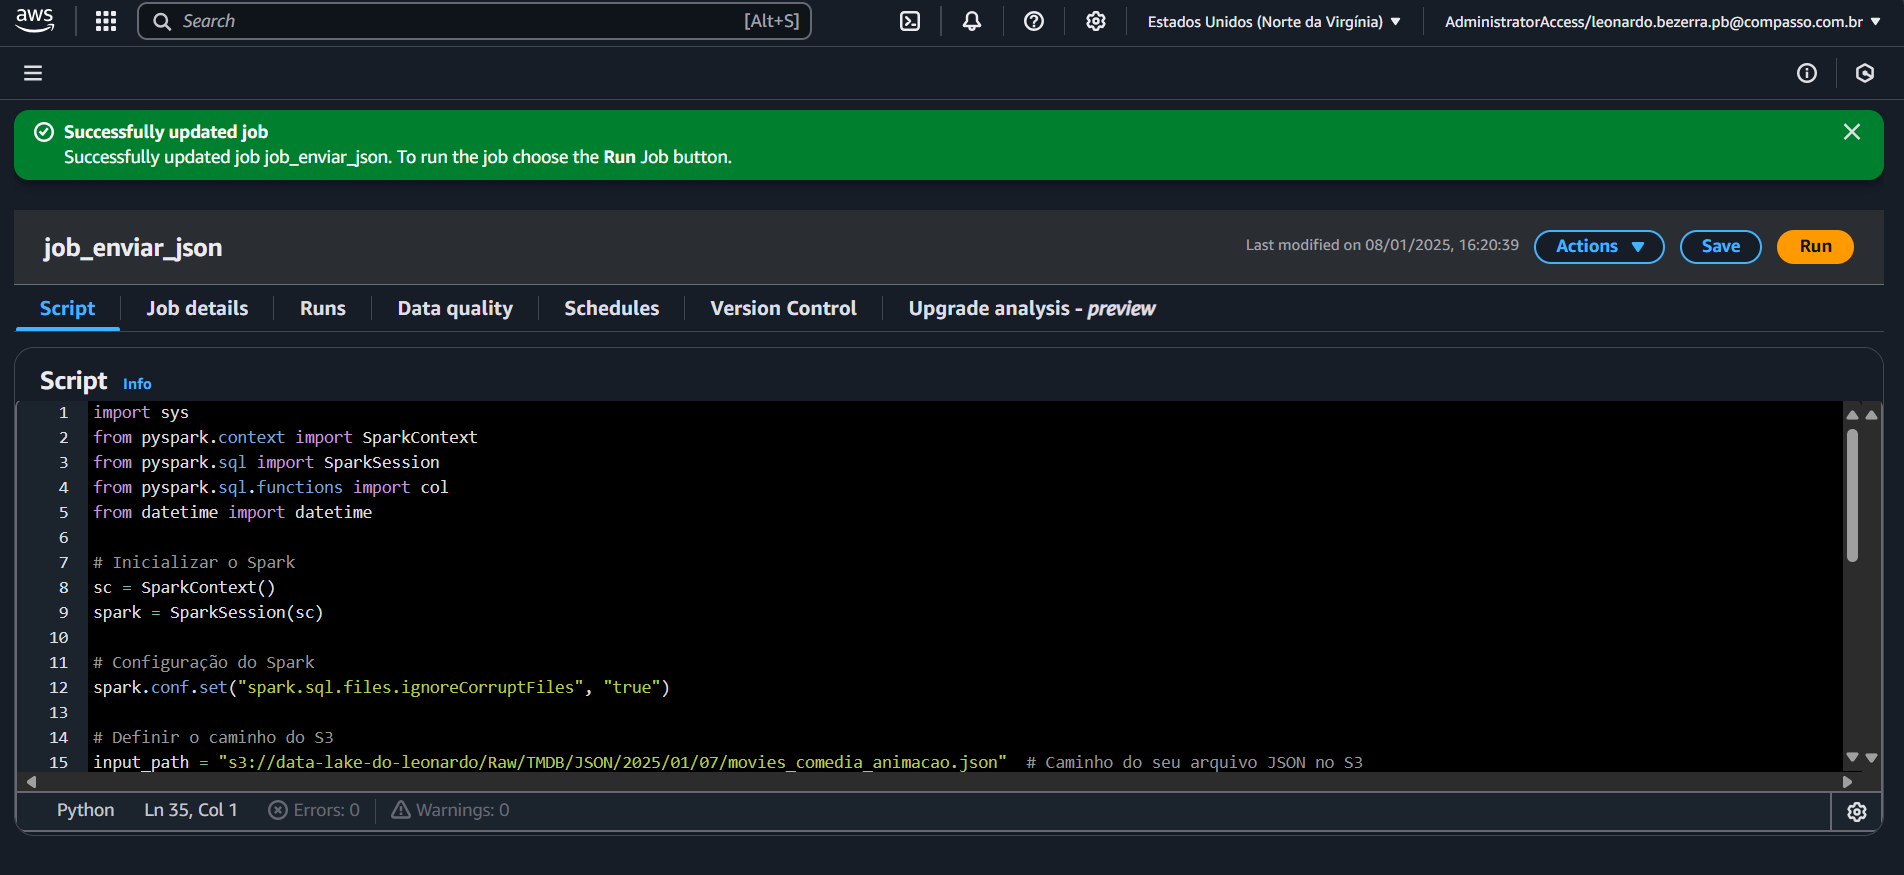 aws
Search [Alt+S]
Estados Unidos (Norte da Virgínia)
AdministratorAccess/leonardo.bezerra.pb@compasso.com.br
Successfully updated job
Successfully updated job job_enviar_json. To run the job choose the Run Job button.
job_enviar_json
Last modified on 08/01/2025, 16:20:39
Actions
Save
Run
Script
Job details
Runs
Data quality
Schedules
Version Control
Upgrade analysis - preview
Script Info
1 import sys
2 from pyspark.context import SparkContext
3 from pyspark.sql import SparkSession
4 from pyspark.sql.functions import col
5 from datetime import datetime
6
7 # Inicializar o Spark
8 sc = SparkContext()
9 spark = SparkSession(sc)
10
11 # Configuração do Spark
12 spark.conf.set("spark.sql.files.ignoreCorruptFiles", "true")
13
14 # Definir o caminho do S3
15 input_path = "s3://data-lake-do-leonardo/Raw/TMDB/JSON/2025/01/07/movies_comedia_animacao.json"  # Caminho do seu arquivo JSON no S3
Python Ln 35, Col 1 Errors: 0 Warnings: 0